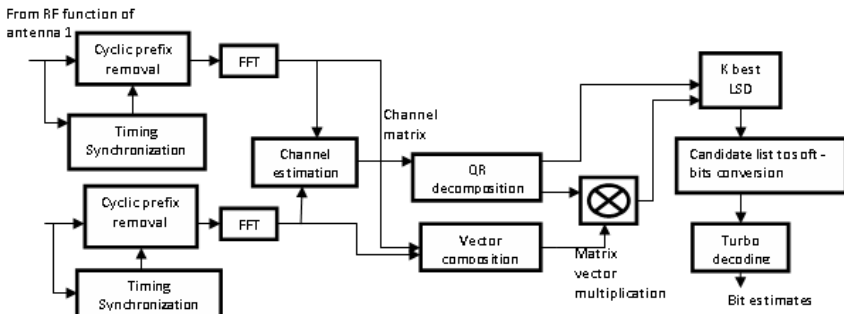 From RF function of
antenna 1
Cyclic prefix
removal
FFT
Timing
Synchronization
Channel
estimation
Channel
matrix
QR
decomposition
K best
LSD
Candidate list to soft-
bits conversion
Cyclic prefix
removal
FFT
Vector
composition
Matrix
vector
multiplication
Turbo
decoding
Timing
Synchronization
Bit estimates